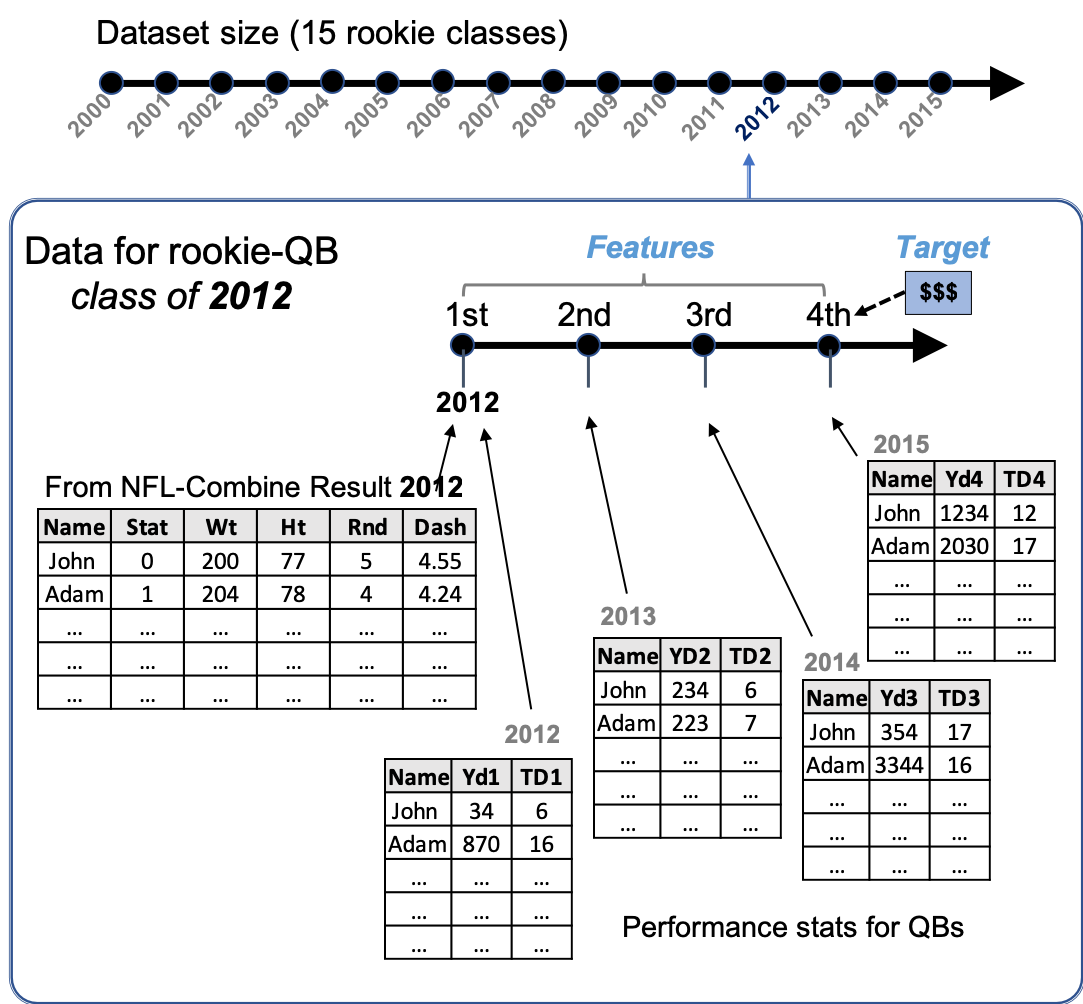 Dataset size (15 rookie classes)
2000 2001 2002 2003 2004 2005 2006 2007 2008 2009 2010 2011 2012 2013 2014 2015
Data for rookie-QB
class of 2012
Features
Target
$$$
1st 2nd 3rd 4th
2012
From NFL-Combine Result 2012
Name Stat Wt Ht Rnd Dash
John 0 200 77 5 4.55
Adam 1 204 78 4 4.24
... ... ... ... ... ...
... ... ... ... ... ...
... ... ... ... ... ...
2012
Name Yd1 TD1
John 34 6
Adam 870 16
... ... ...
... ... ...
... ... ...
2013
Name YD2 TD2
John 234 6
Adam 223 7
... ... ...
... ... ...
... ... ...
2014
Name Yd3 TD3
John 354 17
Adam 3344 16
... ... ...
... ... ...
... ... ...
2015
Name Yd4 TD4
John 1234 12
Adam 2030 17
... ... ...
... ... ...
... ... ...
Performance stats for QBs